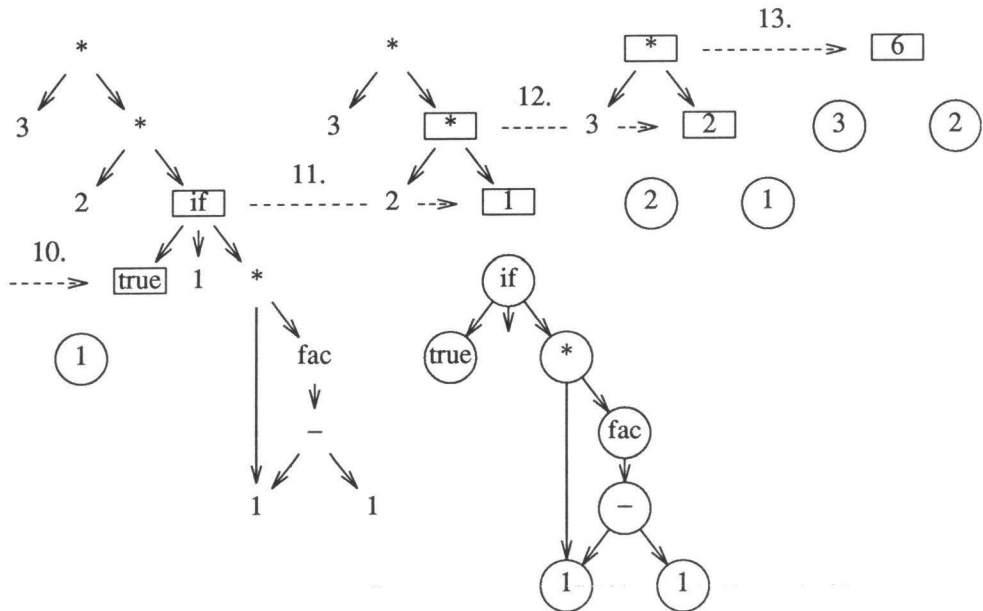 * * * 13. 6
3 * 3 * 12. 3 2 3 2
2 if 11. 2 1 2 1
10. true 1 * if
1 fac true *
– fac
1 1 –
1 1